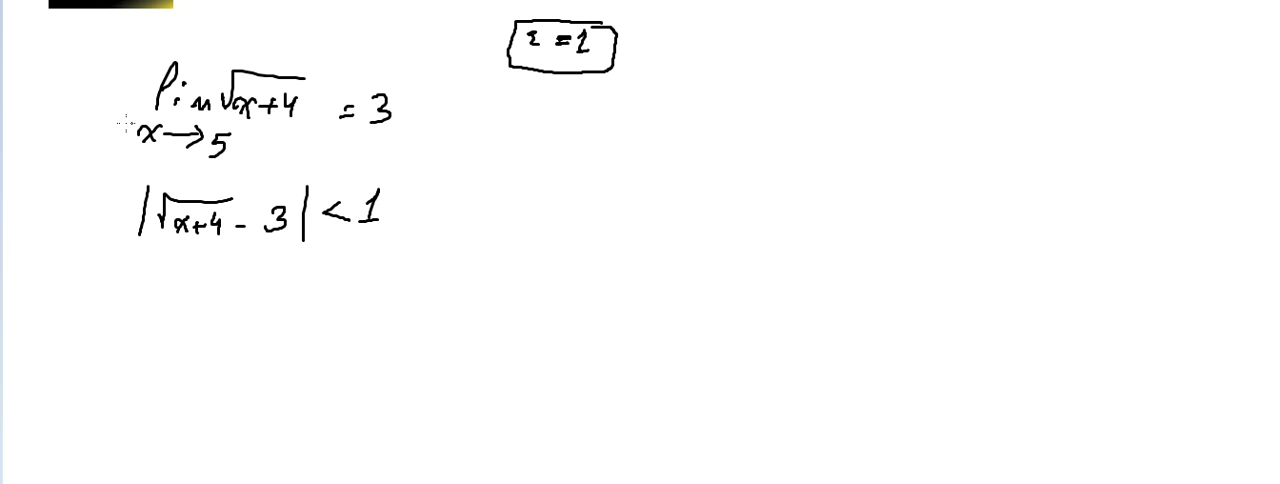 ε = 1
lim √x+4 = 3
x → 5
|√x+4 - 3| < 1